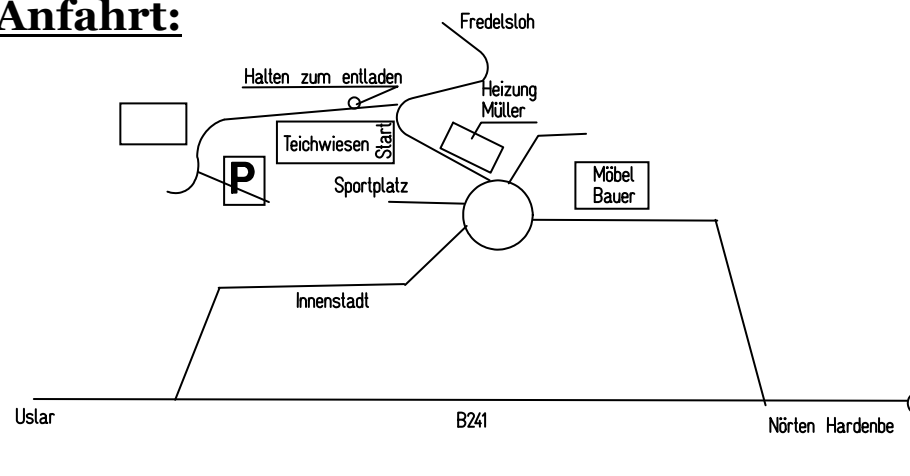 Anfahrt:
Fredelsloh
Halten zum entladen
Heizung
Müller
Teichwiesen
Start
P
Sportplatz
Möbel
Bauer
Innenstadt
Uslar
B241
Nörten Hardenbe